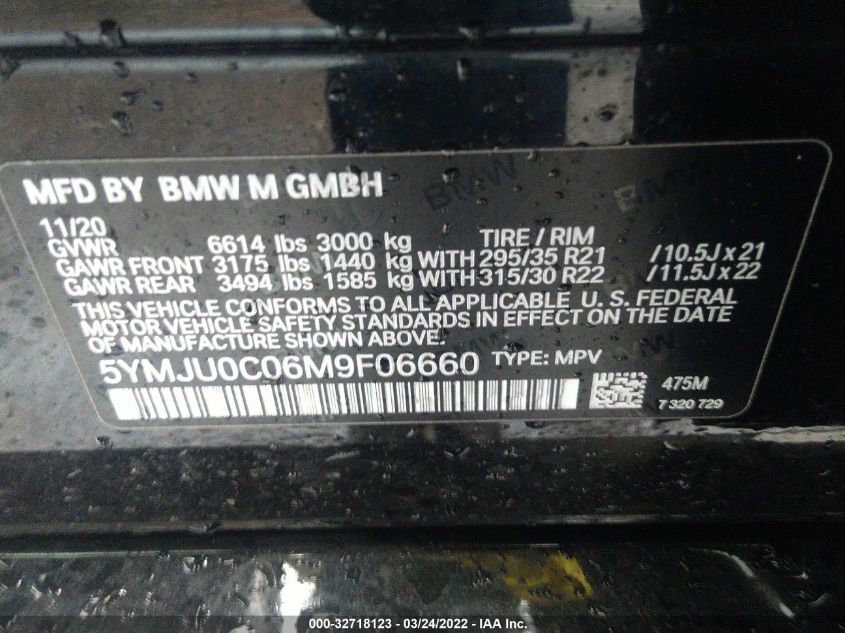 MFD BY BMW M GMBH
11/20
GVWR 6614 lbs 3000 kg TIRE / RIM
GAWR FRONT 3175 lbs 1440 kg WITH 295/35 R21 /10.5J x 21
GAWR REAR 3494 lbs 1585 kg WITH 315/30 R22 /11.5J x 22
THIS VEHICLE CONFORMS TO ALL APPLICABLE U. S. FEDERAL
MOTOR VEHICLE SAFETY STANDARDS IN EFFECT ON THE DATE
OF MANUFACTURE SHOWN ABOVE.
5YMJU0C06M9F06660 TYPE: MPV
475M
7 320 729
000-32718123 - 03/24/2022 - IAA Inc.